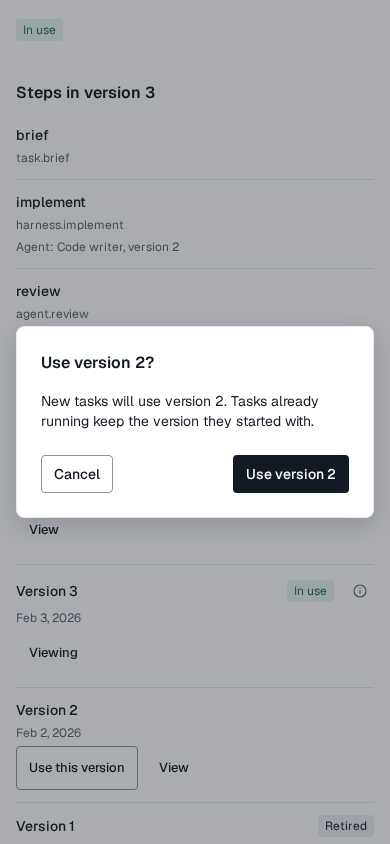 In use
Steps in version 3
brief
task.brief
implement
harness.implement
Agent: Code writer, version 2
review
agent.review
Use version 2?
New tasks will use version 2. Tasks already
running keep the version they started with.
Cancel
Use version 2
View
Version 3
In use
Feb 3, 2026
Viewing
Version 2
Feb 2, 2026
Use this version
View
Version 1
Retired